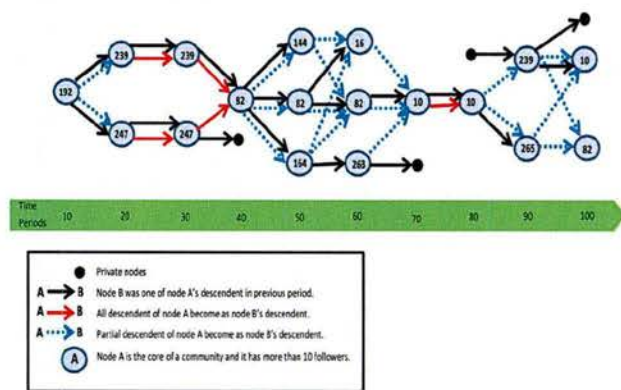 144
16
239
239
239
10
192
82
82
82
10
10
247
247
164
263
265
82
Time
Periods
10 20 30 40 50 60 70 80 90 100
Private nodes
A B Node B was one of node A's descendent in previous period.
A B All descendent of node A become as node B's descendent.
A B Partial descendent of node A become as node B's descendent.
A Node A is the core of a community and it has more than 10 followers.